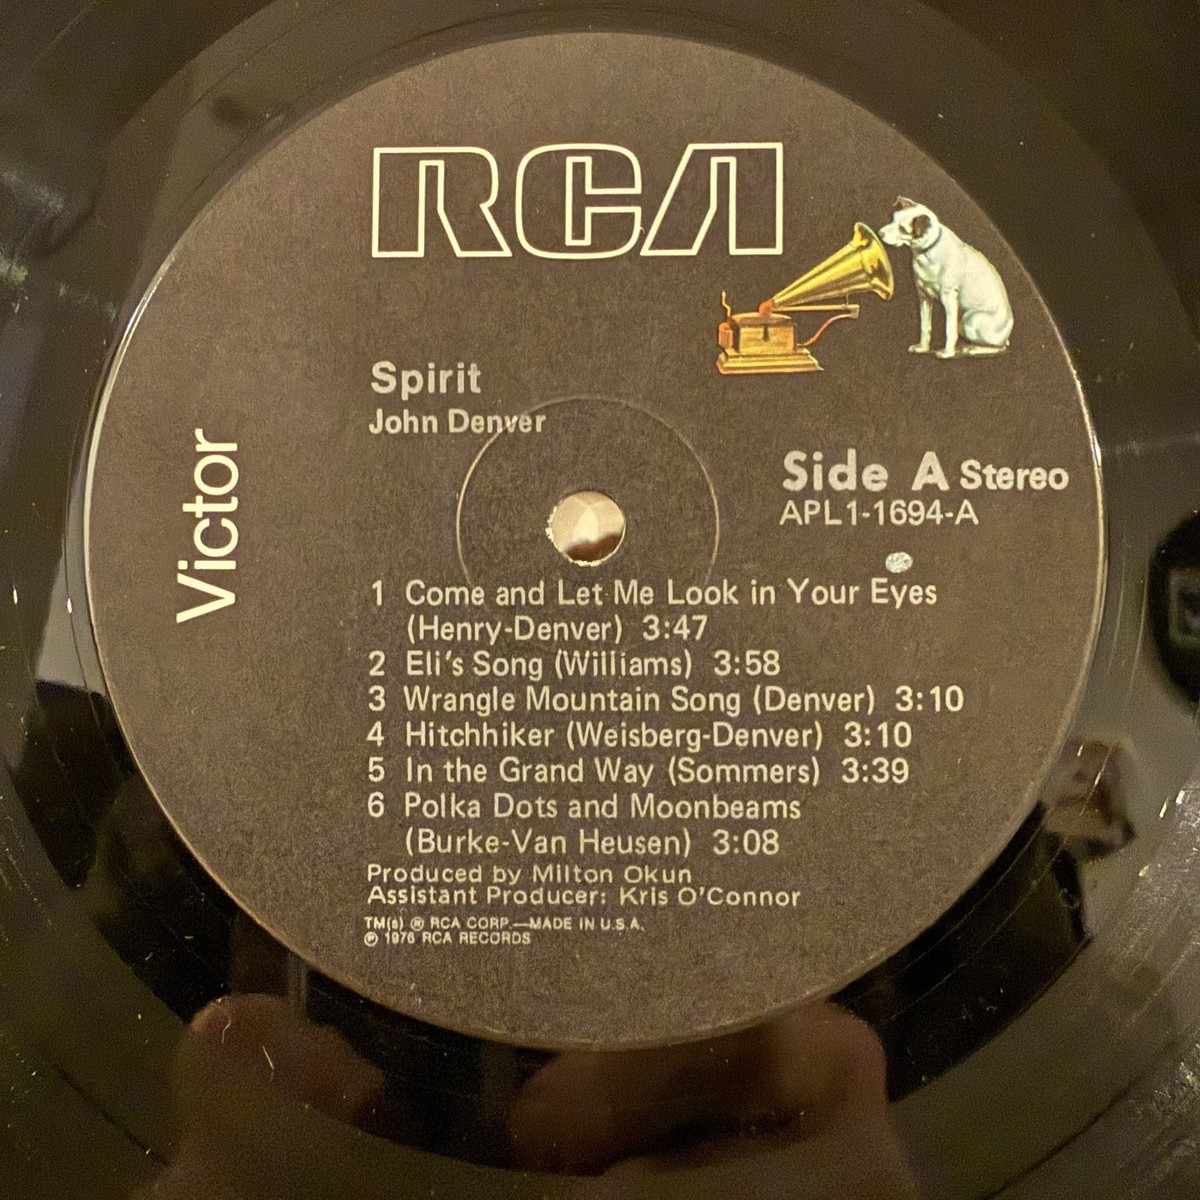 RCA
Victor
Spirit
John Denver
Side A Stereo
APL1-1694-A
1 Come and Let Me Look in Your Eyes
(Henry-Denver) 3:47
2 Eli's Song (Williams) 3:58
3 Wrangle Mountain Song (Denver) 3:10
4 Hitchhiker (Weisberg-Denver) 3:10
5 In the Grand Way (Sommers) 3:39
6 Polka Dots and Moonbeams
(Burke-Van Heusen) 3:08
Produced by Milton Okun
Assistant Producer: Kris O'Connor
TM(s) ® RCA CORP.—MADE IN U.S.A.
℗ 1976 RCA RECORDS